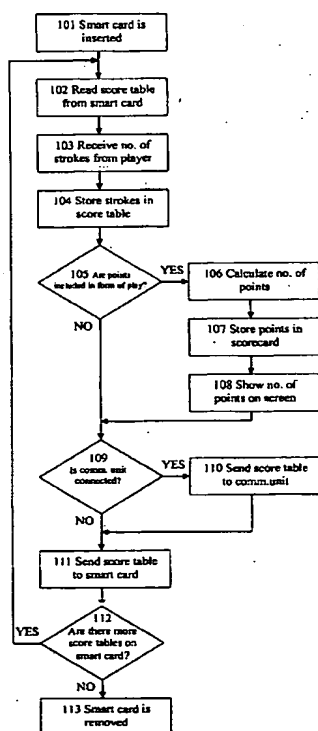 101 Smart card is
inserted
102 Read score table
from smart card
103 Receive no. of
strokes from player
104 Store strokes in
score table
105 Are points
included in form of play"
YES
NO
106 Calculate no. of
points
107 Store points in
scorecard
108 Show no. of
points on screen
109
Is comm. unit
connected?
YES
NO
110 Send score table
to comm.unit
111 Send score table
to smart card
112
Are there more
score tables on
smart card?
YES
NO
113 Smart card is
removed